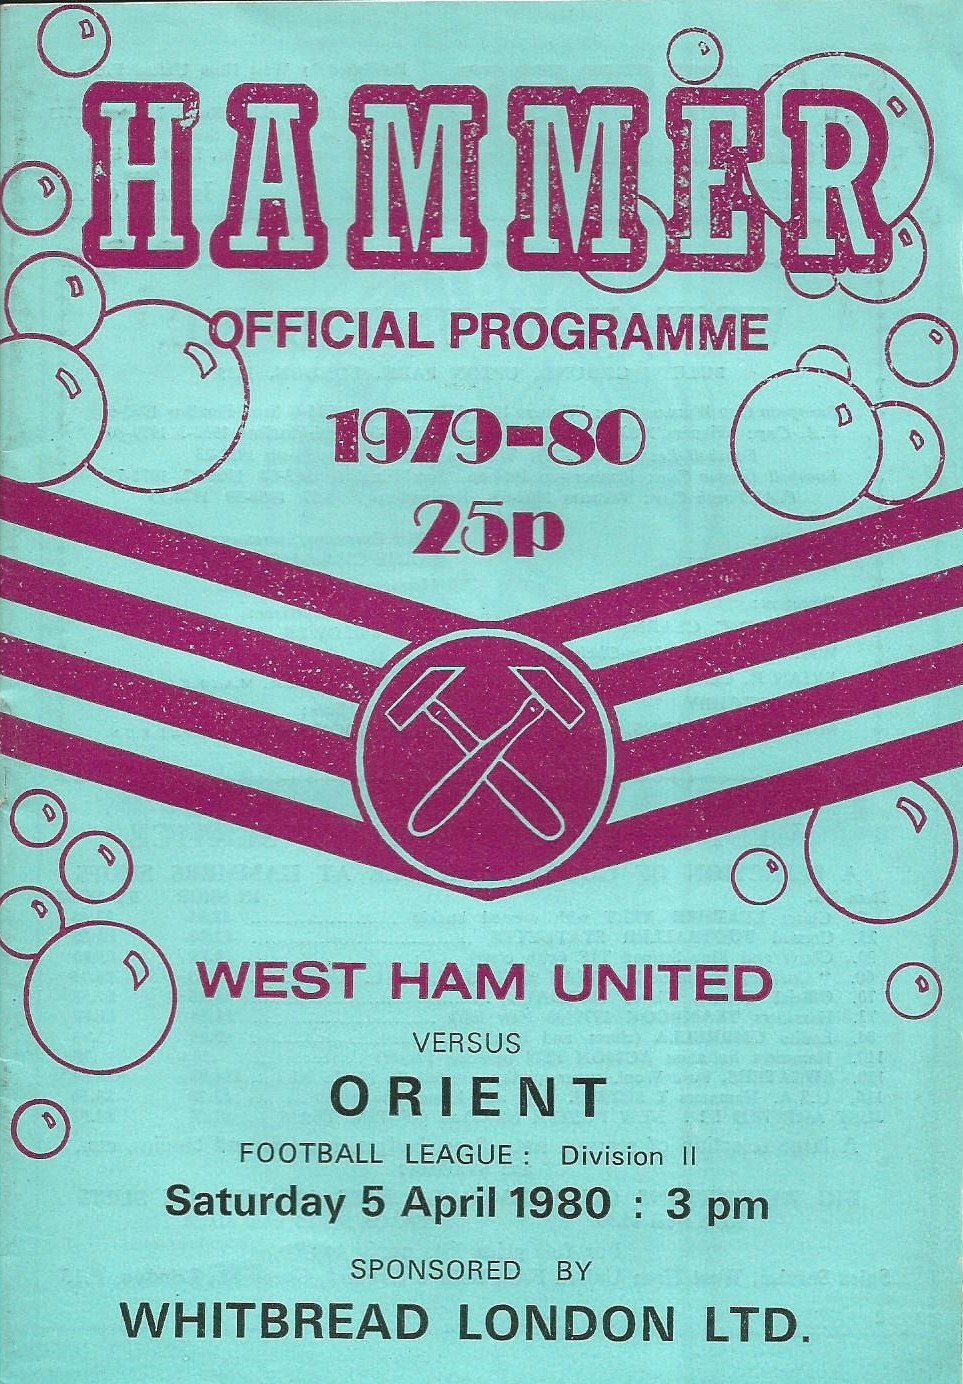 HAMMER
OFFICIAL PROGRAMME
1979-80
25p
WEST HAM UNITED
VERSUS
ORIENT
FOOTBALL LEAGUE : Division II
Saturday 5 April 1980 : 3 pm
SPONSORED BY
WHITBREAD LONDON LTD.